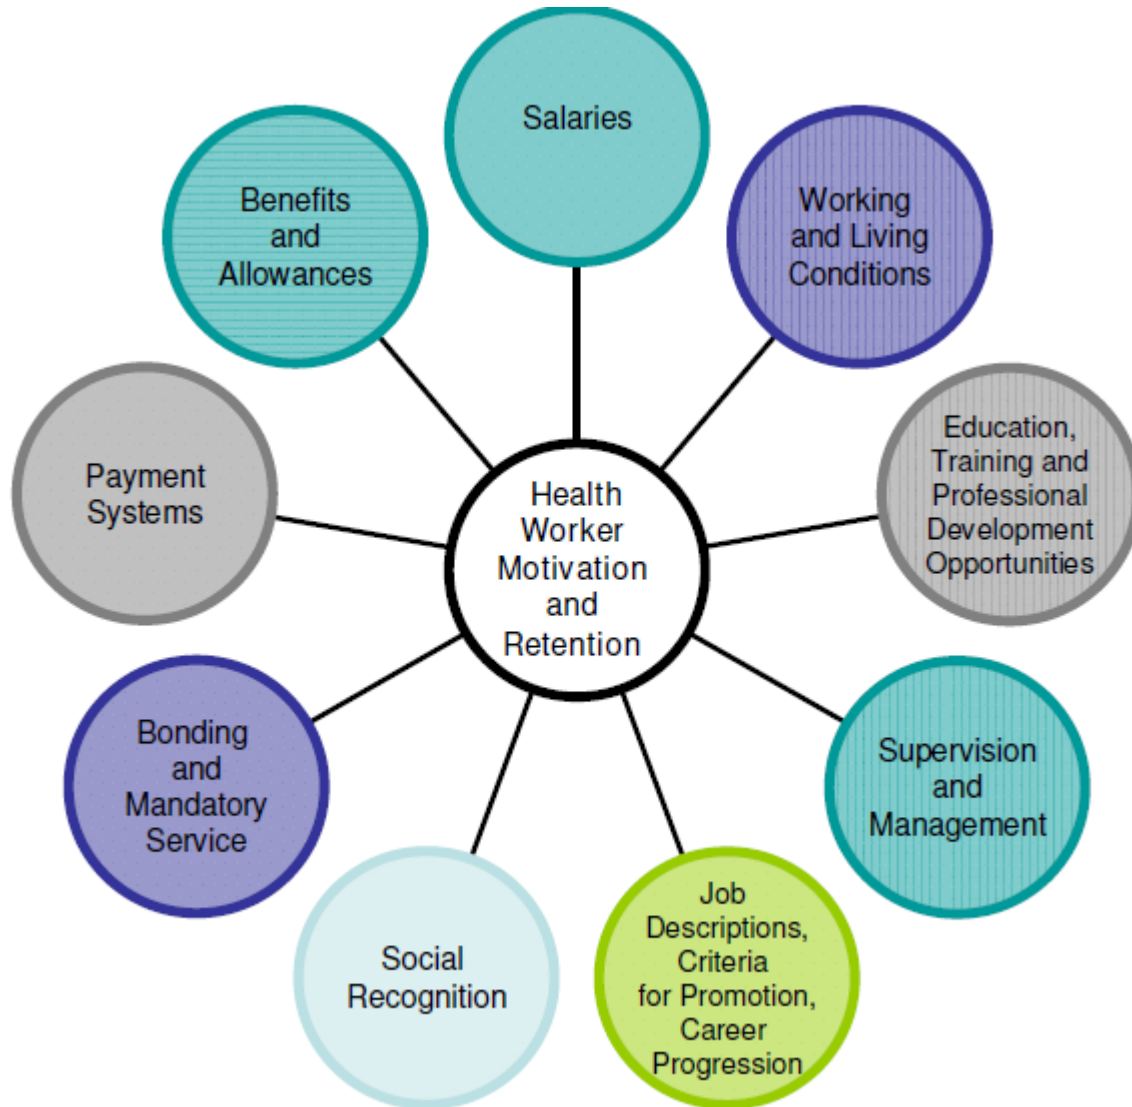 Salaries
Benefits
and
Allowances
Working
and Living
Conditions
Payment
Systems
Education,
Training and
Professional
Development
Opportunities
Health
Worker
Motivation
and
Retention
Bonding
and
Mandatory
Service
Supervision
and
Management
Social
Recognition
Job
Descriptions,
Criteria
for Promotion,
Career
Progression